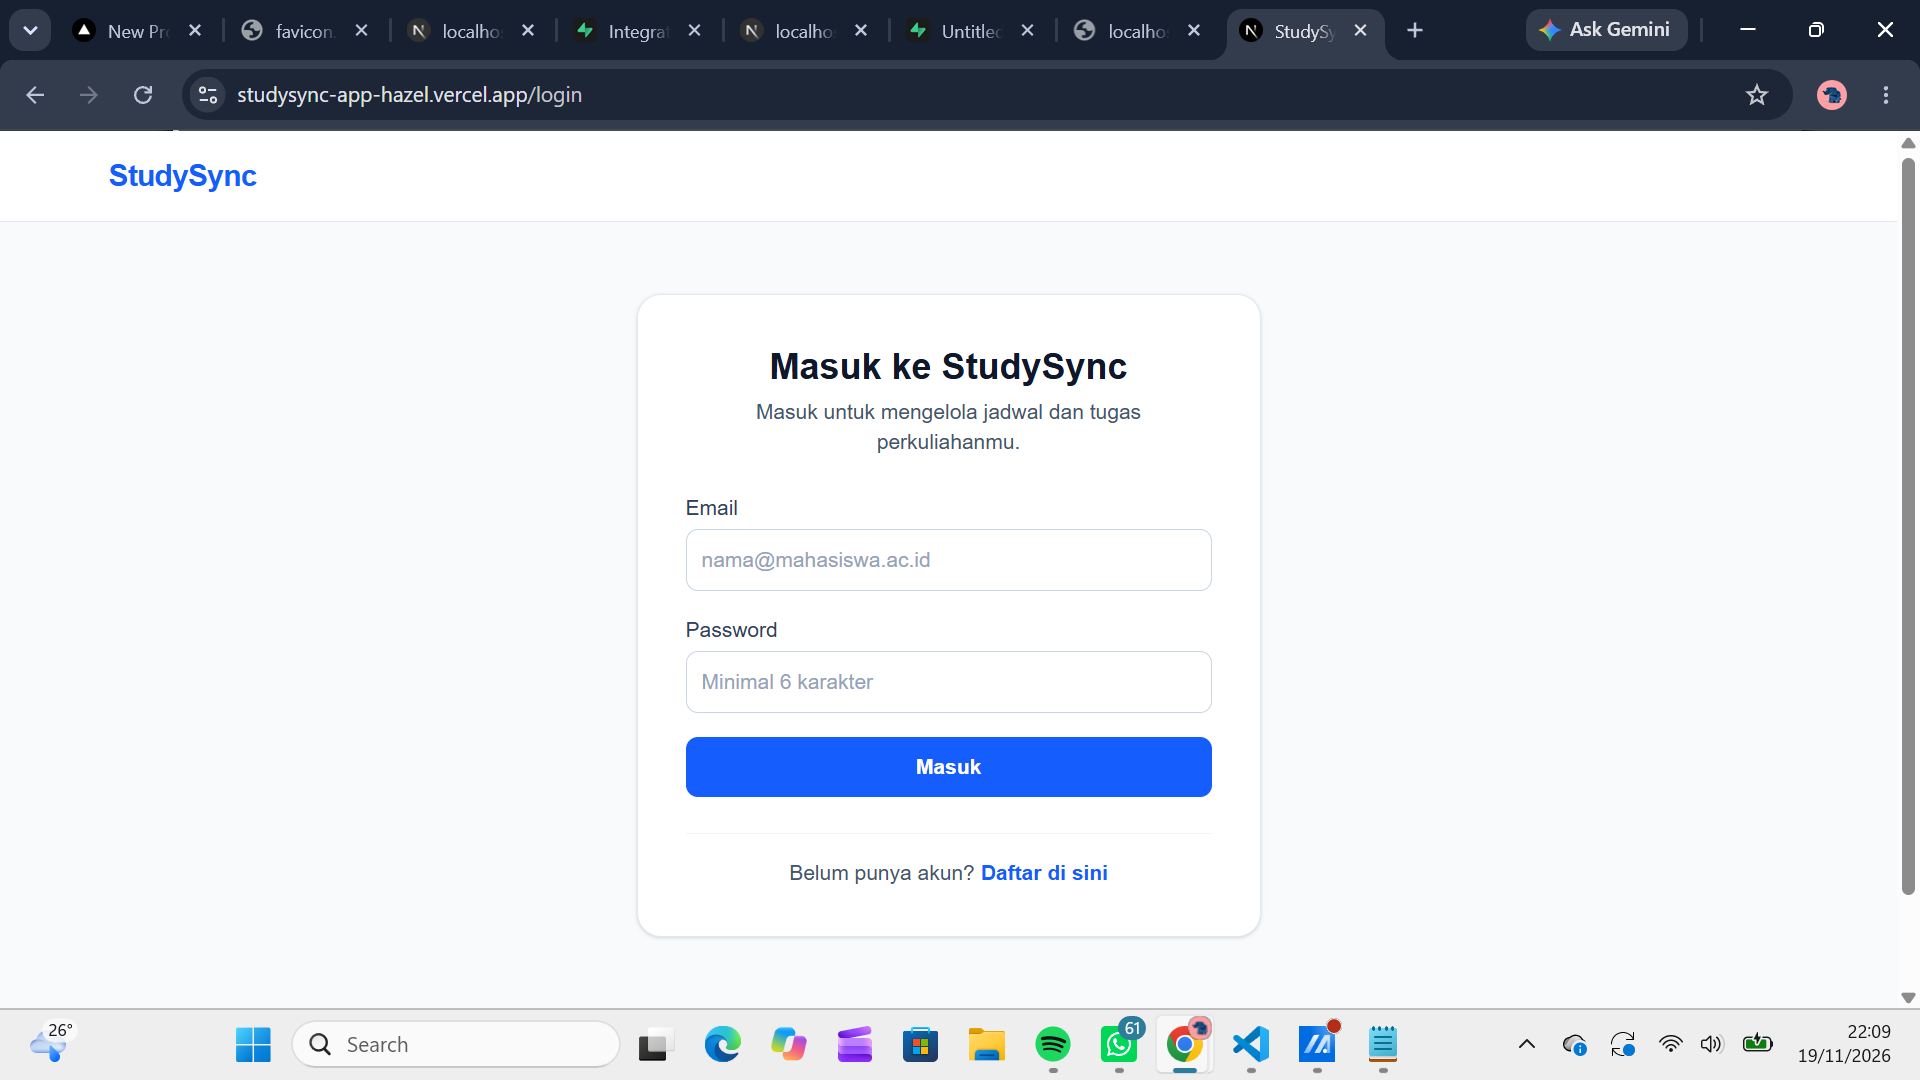 New Pr
favicon.
localho
Integrat
localho
Untitled
localho
StudySy
Ask Gemini
studysync-app-hazel.vercel.app/login
StudySync
Masuk ke StudySync
Masuk untuk mengelola jadwal dan tugas
perkuliahanmu.
Email
nama@mahasiswa.ac.id
Password
Minimal 6 karakter
Masuk
Belum punya akun? Daftar di sini
26°
Search
61
22:09
19/11/2026